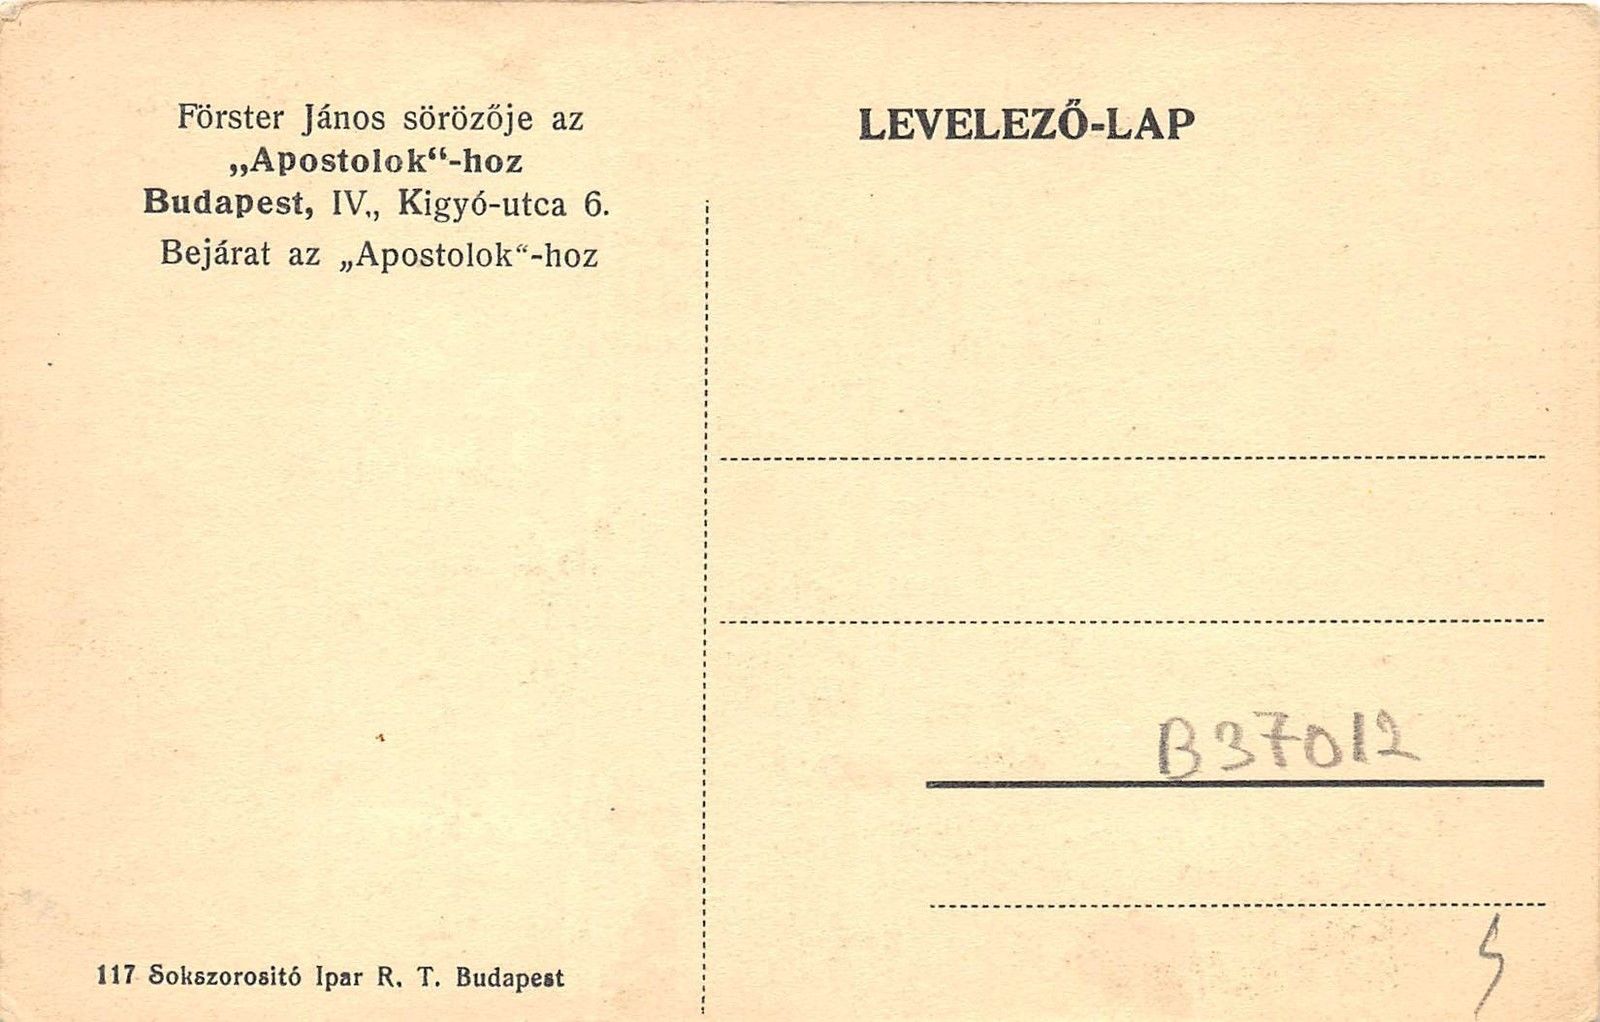 Förster János sörözője az
„Apostolok“-hoz
Budapest, IV., Kigyó-utca 6.
Bejárat az „Apostolok“-hoz
LEVELEZŐ-LAP
B37012
117 Sokszorositó Ipar R. T. Budapest